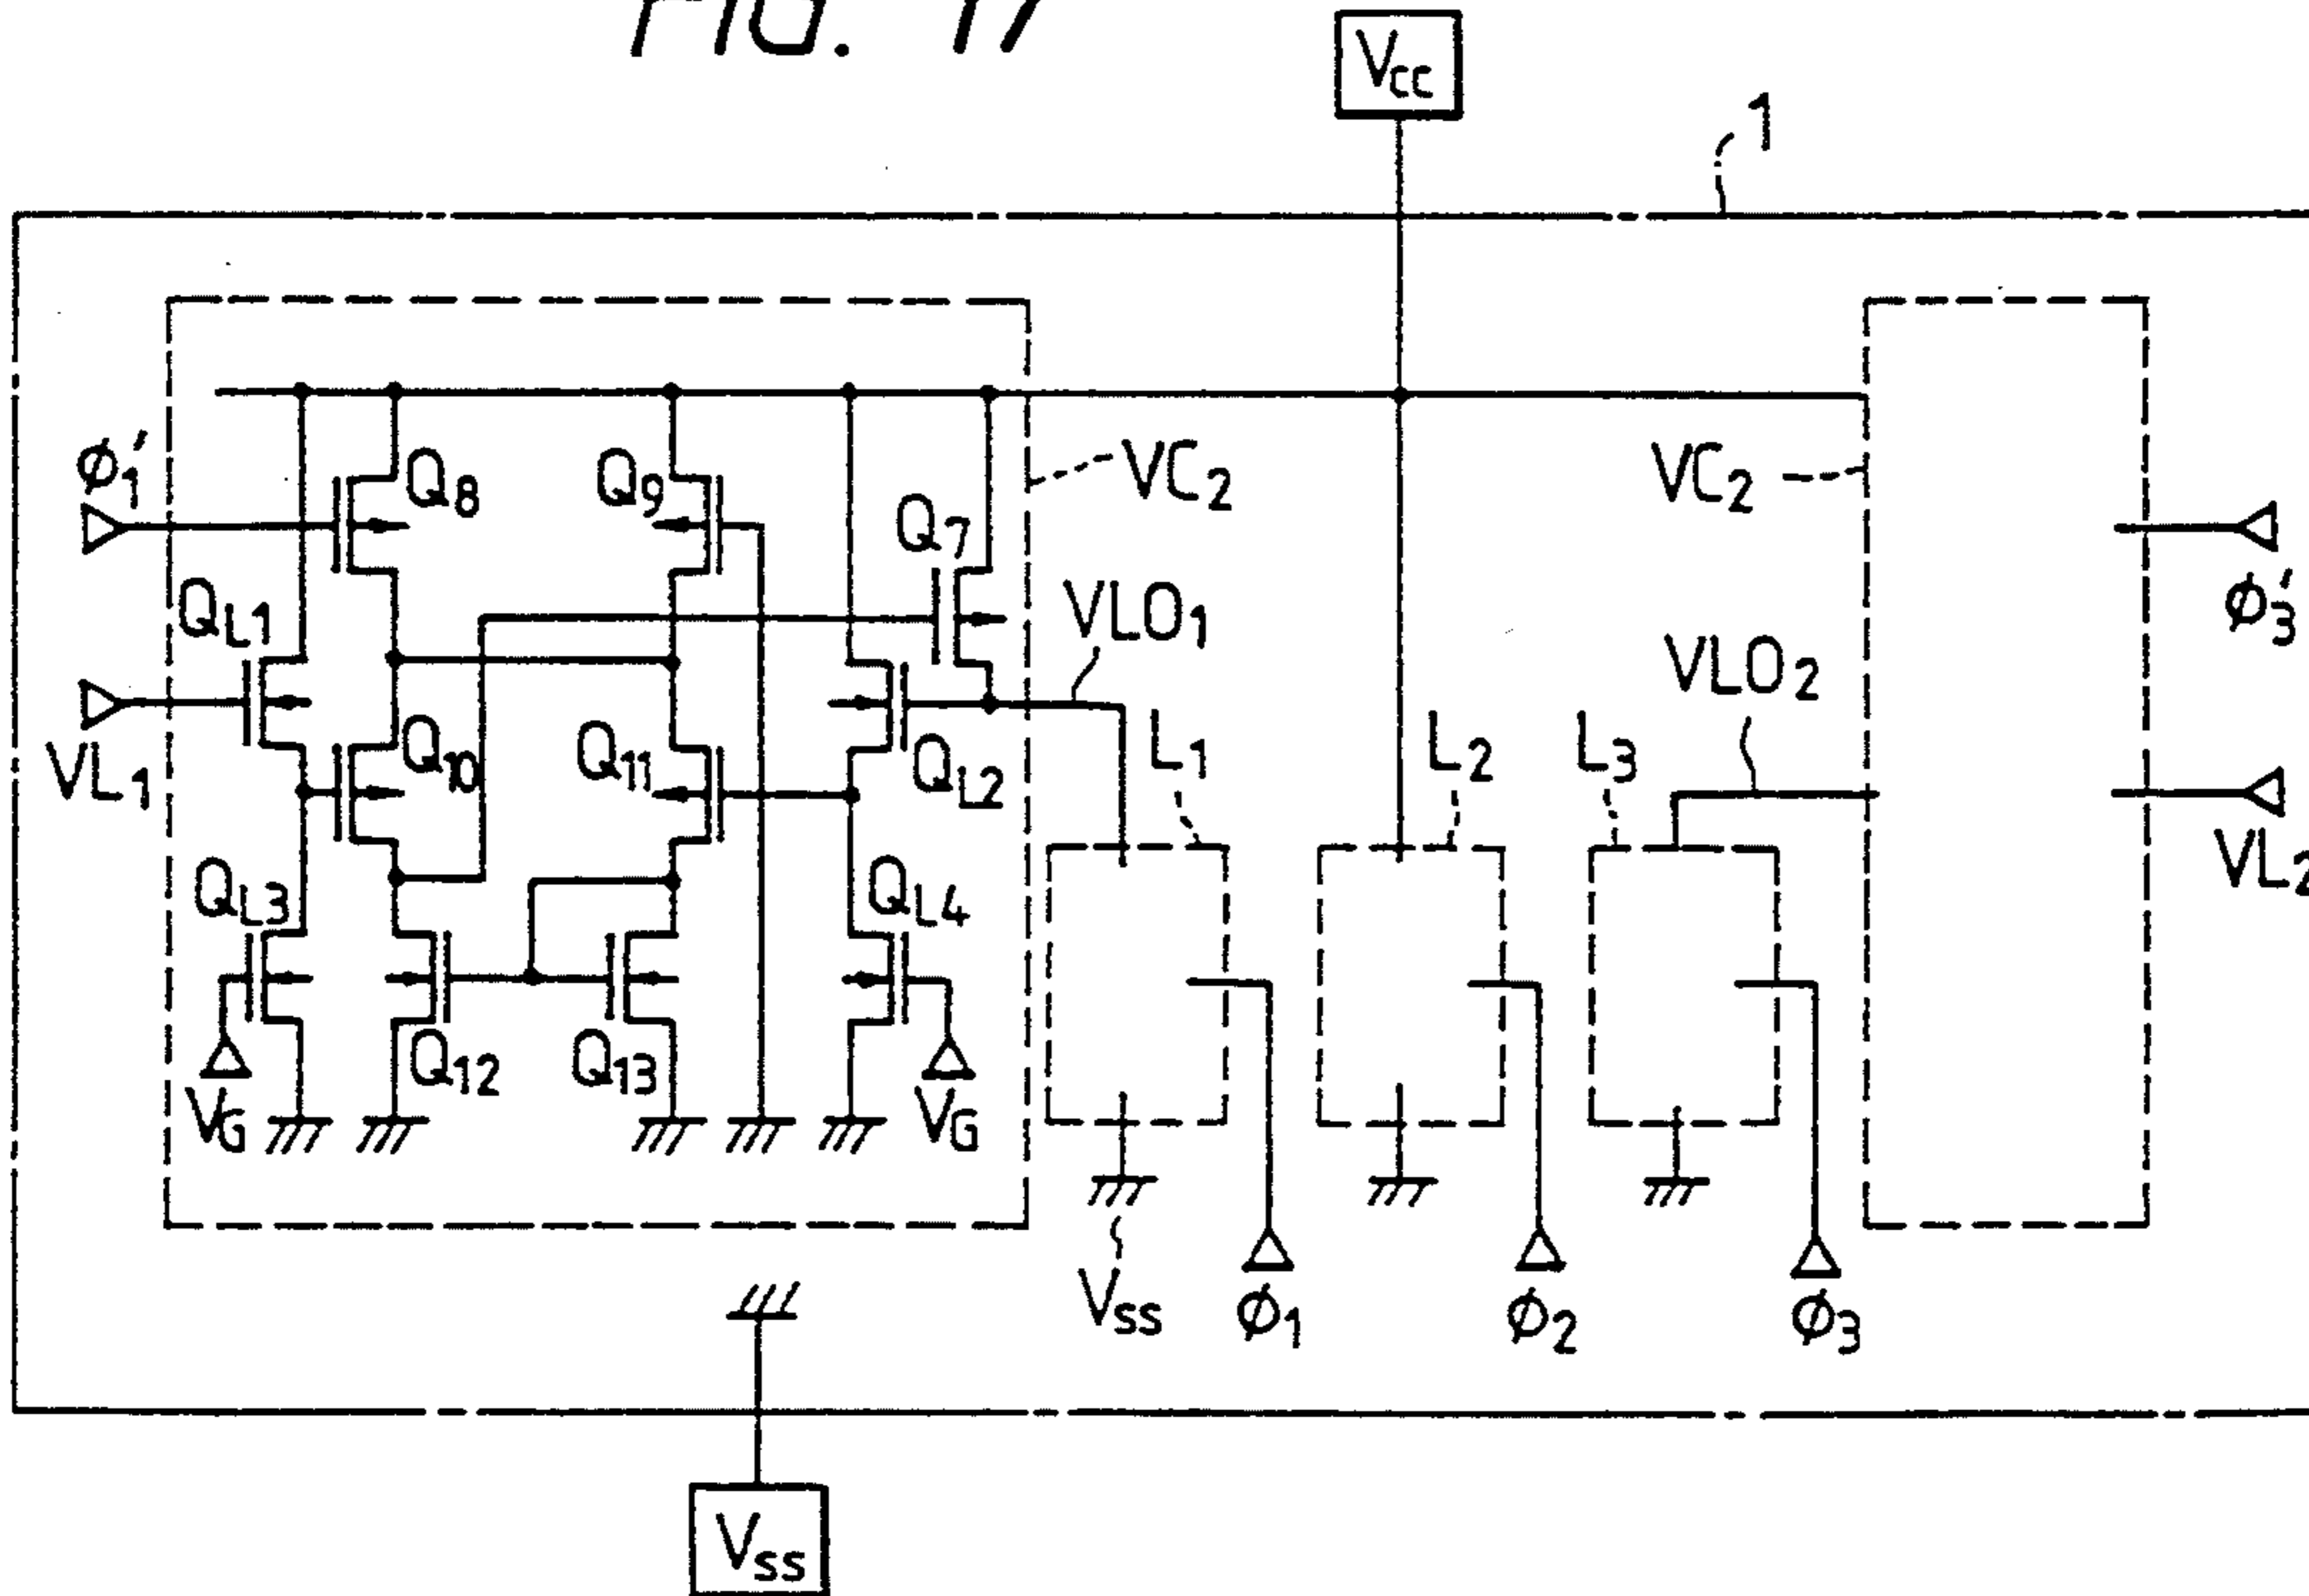 FIG. 17
Vcc
1
ϕ1′
Q8
Q9
VC2
VC2
Q7
ϕ3′
QL1
VLO1
VLO2
VL1
Q10
Q11
QL2
L1
L2
L3
VL2
QL3
QL4
Q12
Q13
VG
VG
Vss
ϕ1
ϕ2
ϕ3
Vss